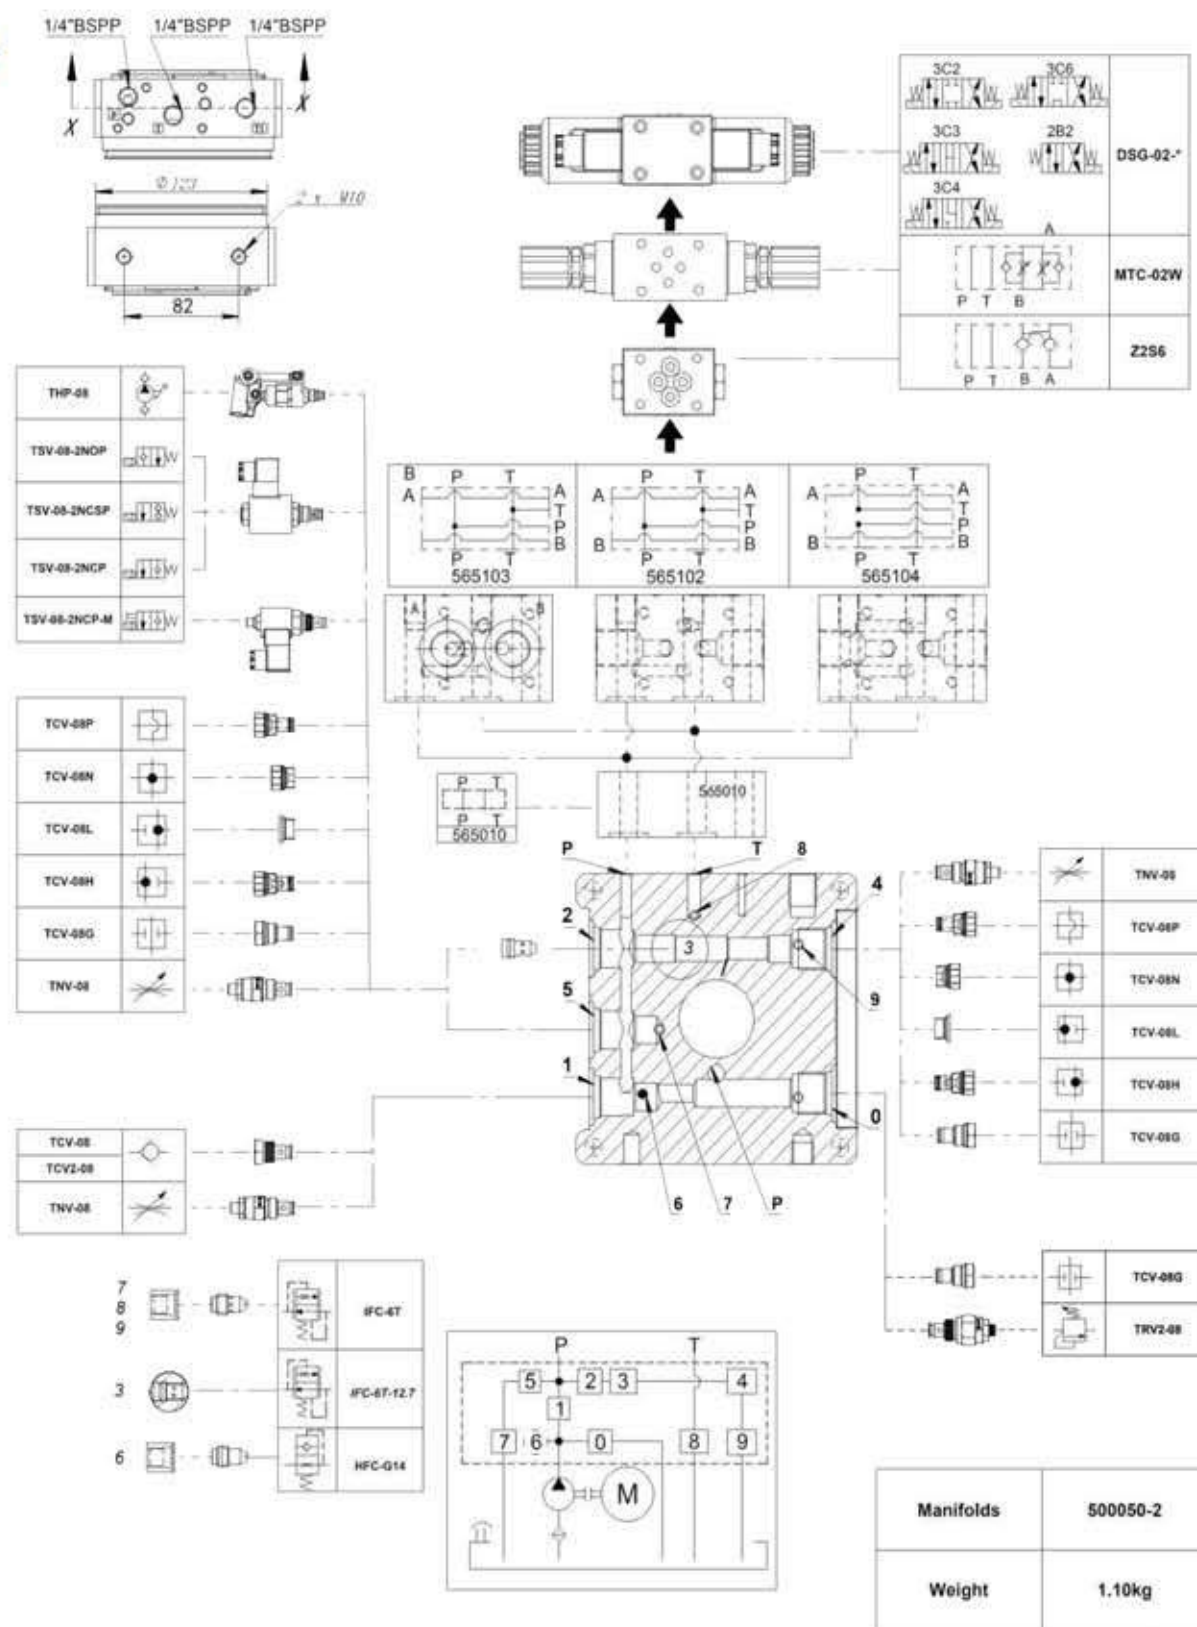 1/4"BSPP 1/4"BSPP 1/4"BSPP
X X
82
3C2 3C6
3C3 2B2
3C4
DSG-02-*
A
P T B
MTC-02W
P T B A
Z2S6
THP-08
TSV-08-2NOP
TSV-08-2NCSP
TSV-08-2NCP
TSV-08-2NCP-M
B P T
A A
T
P
B B
P T
565103
P T
A A
T
P
B B
P T
565102
P T
A A
T
P
B B
P T
565104
A B
TCV-08P
TCV-08N
TCV-08L
TCV-08H
TCV-08G
TNV-08
P T
P T
565010
565010
P T 8
2 4
3
5 9
1
0
6 7 P
TNV-08
TCV-08P
TCV-08N
TCV-08L
TCV-08H
TCV-08G
TCV-08
TCV2-08
TNV-08
TCV-08G
TRV2-08
7
8
9
IFC-6T
3
IFC-6T-12.7
6
HFC-G14
P T
5 2 3 4
1
7 6 0 8 9
M
Manifolds 500050-2
Weight 1.10kg